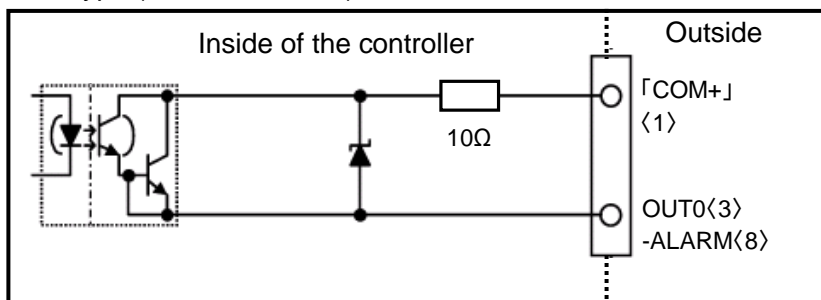 Inside of the controller
Outside
「COM+」
〈1〉
10Ω
OUT0〈3〉
-ALARM〈8〉